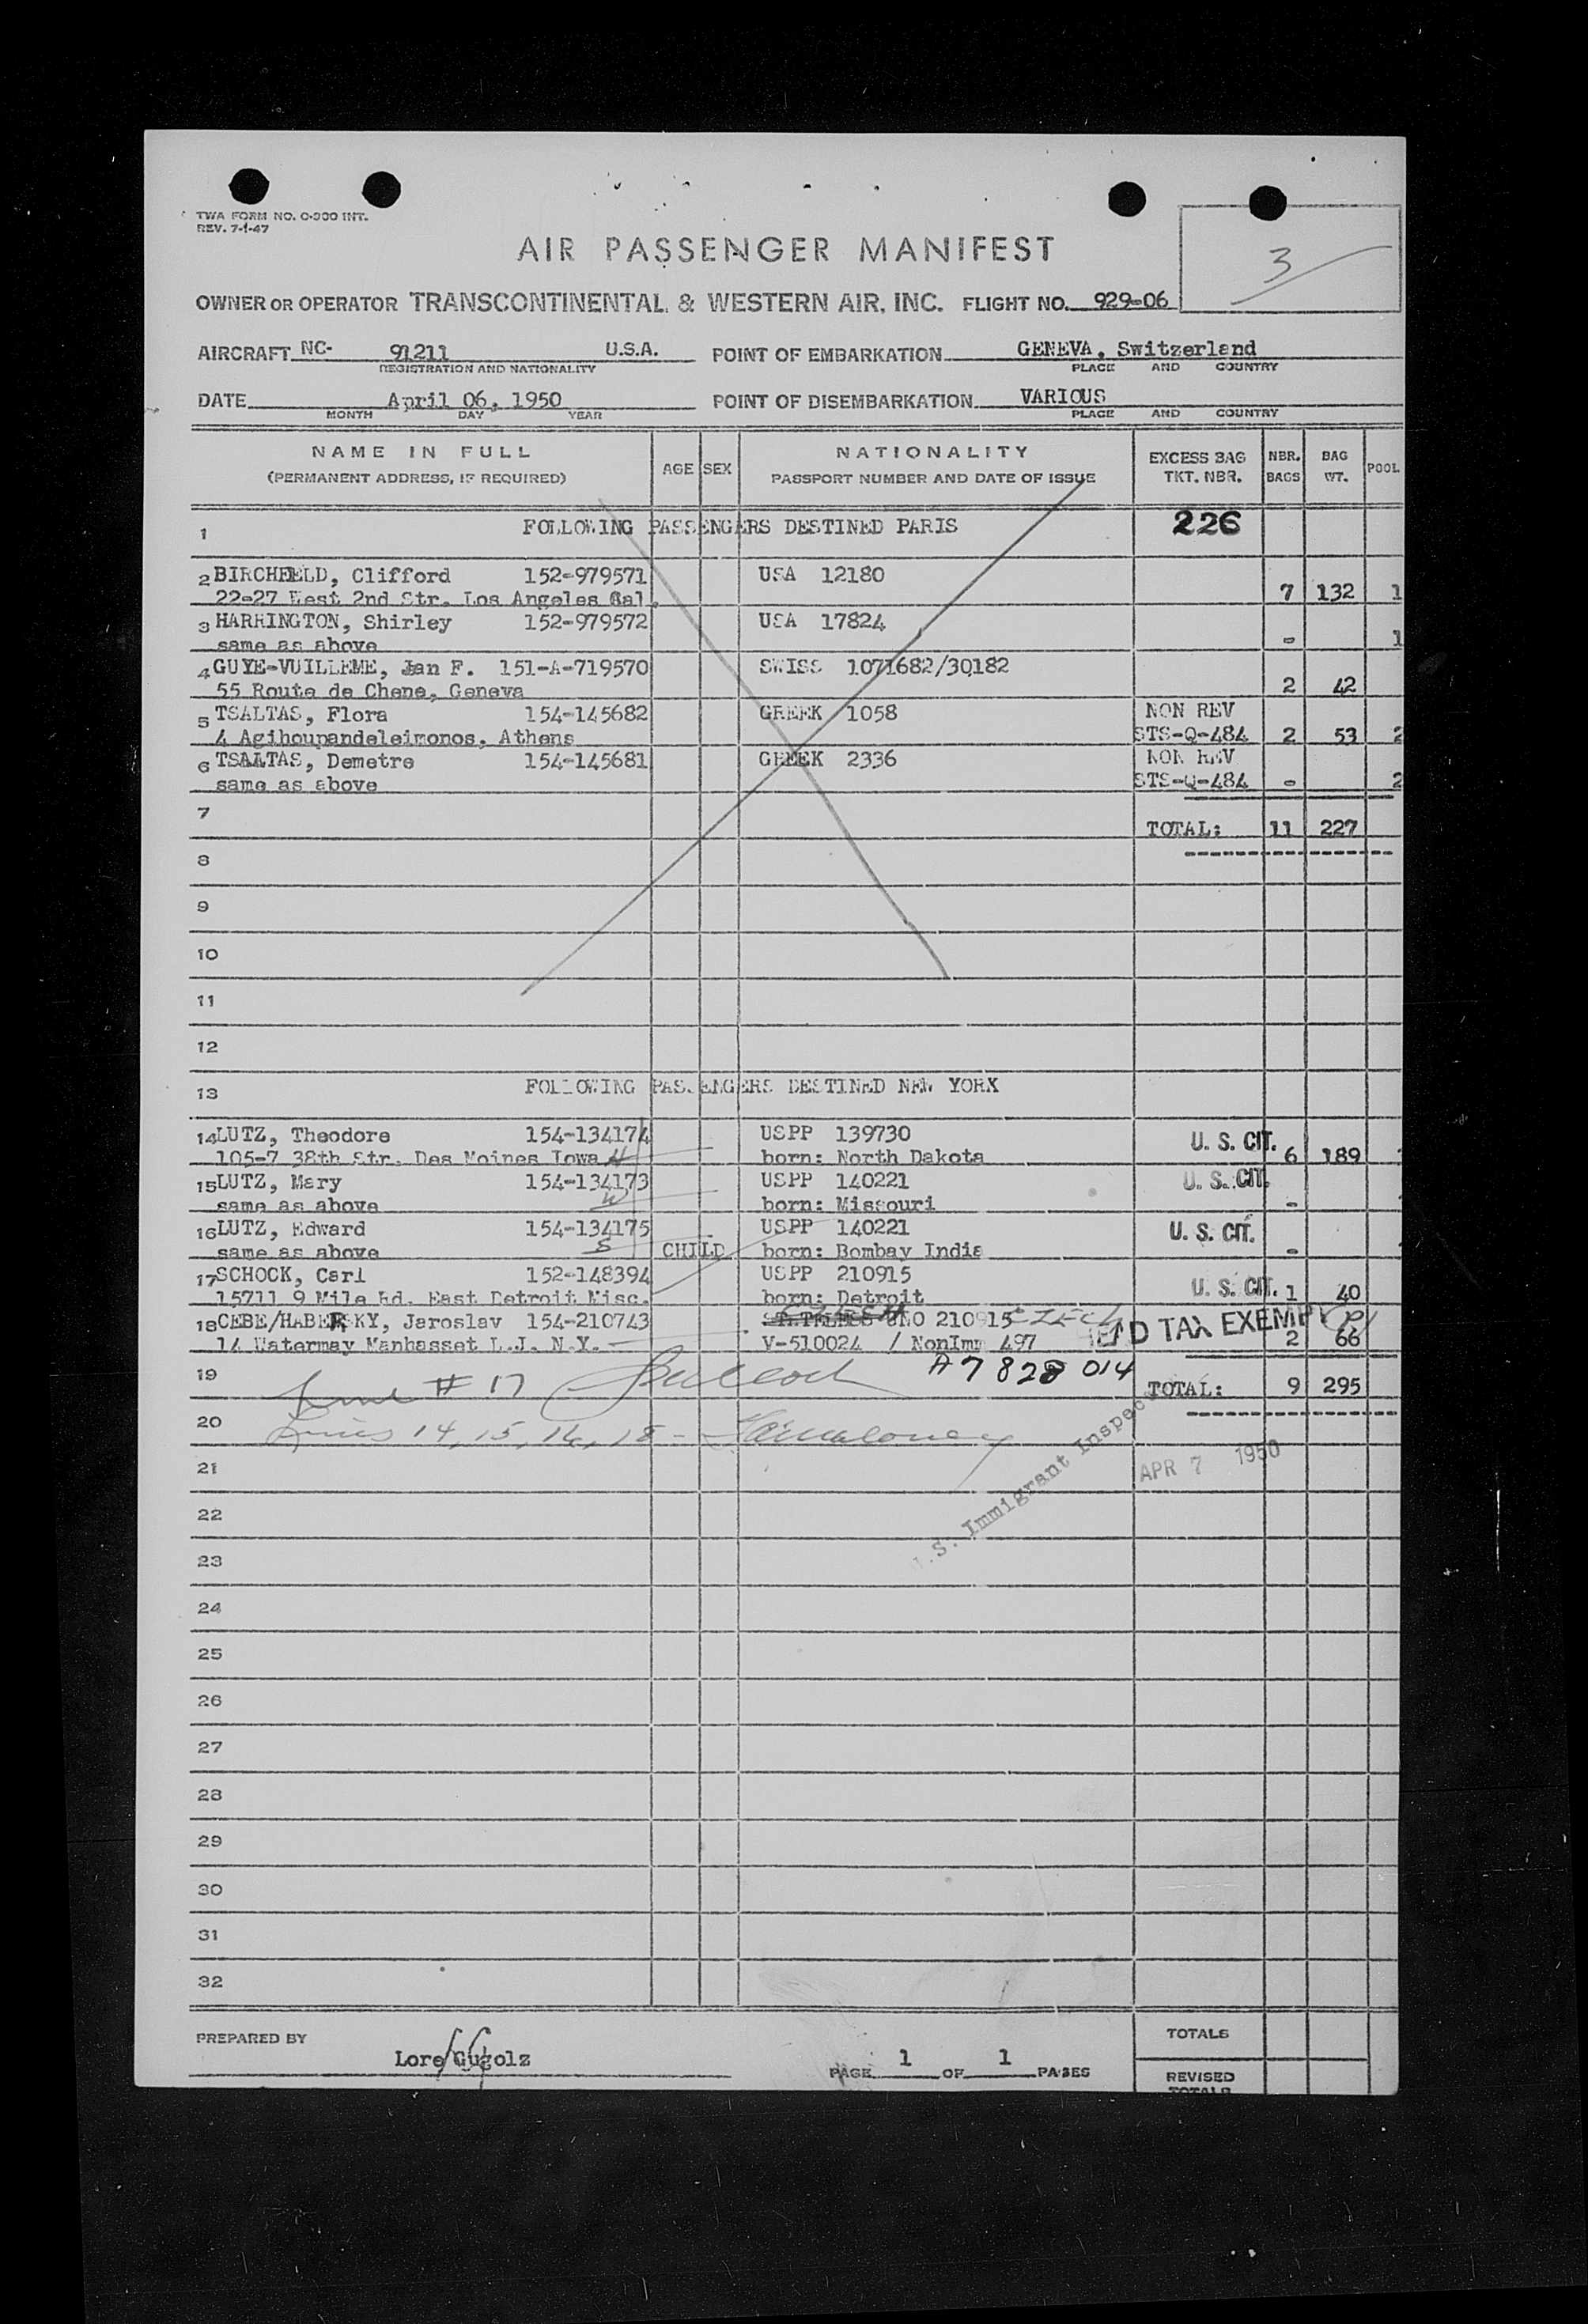 TWA FORM NO. O-300 INT.
REV. 7-1-47
3
AIR PASSENGER MANIFEST
OWNER OR OPERATOR TRANSCONTINENTAL & WESTERN AIR, INC. FLIGHT NO. 929-06
AIRCRAFT NC- 91211 U.S.A. POINT OF EMBARKATION GENEVA, Switzerland
REGISTRATION AND NATIONALITY PLACE AND COUNTRY
DATE April 06, 1950 POINT OF DISEMBARKATION VARIOUS
MONTH DAY YEAR PLACE AND COUNTRY
NAME IN FULL AGE SEX NATIONALITY EXCESS BAG NBR. BAG POOL
(PERMANENT ADDRESS, IF REQUIRED) PASSPORT NUMBER AND DATE OF ISSUE TKT. NBR. BAGS WT.
1 FOLLOWING PASSENGERS DESTINED PARIS 226
2 BIRCHFELD, Clifford 152-979571 USA 12180
22-27 West 2nd Str. Los Angeles Cal. 7 132 1
3 HARRINGTON, Shirley 152-979572 USA 17824
same as above - 1
4 GUYE-VUILLEME, Jan F. 151-A-719570 SWISS 1071682/30182
55 Route de Chene, Geneva 2 42
5 TSALTAS, Flora 154-145682 GREEK 1058 NON REV
4 Agihoupandeleimonos, Athens STS-Q-484 2 53 2
6 TSALTAS, Demetre 154-145681 GREEK 2336 NON REV
same as above STS-Q-484 - 2
7 TOTAL: 11 227
8
9
10
11
12
13 FOLLOWING PASSENGERS DESTINED NEW YORK
14 LUTZ, Theodore 154-134174 USPP 139730 U. S. CIT.
105-7 38th Str. Des Moines Iowa H born: North Dakota 6 189
15 LUTZ, Mary 154-134173 USPP 140221 U. S. CIT.
same as above W born: Missouri -
16 LUTZ, Edward 154-134175 USPP 140221 U. S. CIT.
same as above S CHILD born: Bombay India -
17 SCHOCK, Carl 152-148394 USPP 210915 U. S. CIT.
15711 9 Mile Rd. East Detroit Misc. born: Detroit 1 40
18 CEBE/HABERSKY, Jaroslav 154-210743 STATELESS UNO 210915 CZECH HEAD TAX EXEMPT
14 Watermay Manhasset L.J. N.Y. V-510024 / NonImm 497 2 66
19 Line # 17 A7 828 014 TOTAL: 9 295
20 Lines 14, 15, 16, 18 -
U.S. Immigrant Inspector
21 APR 7 1950
22
23
24
25
26
27
28
29
30
31
32
PREPARED BY Lore Gugolz PAGE 1 OF 1 PAGES TOTALS
REVISED
TOTALS